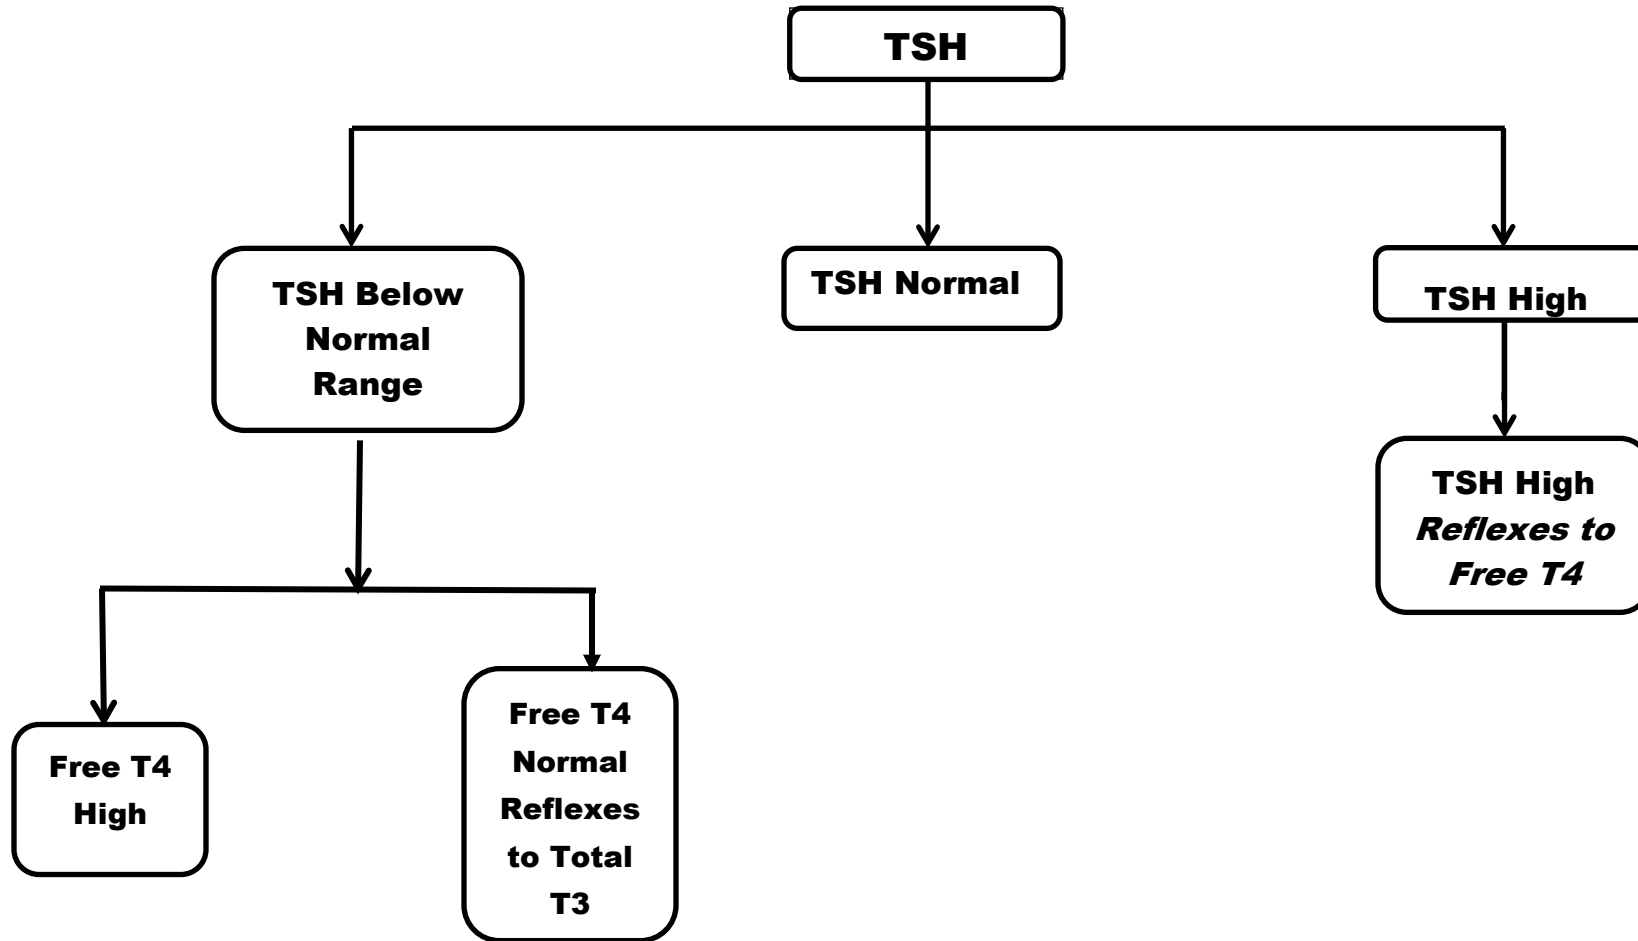 TSH
TSH Below
Normal
Range
TSH Normal
TSH High
TSH High
Reflexes to
Free T4
Free T4
High
Free T4
Normal
Reflexes
to Total
T3